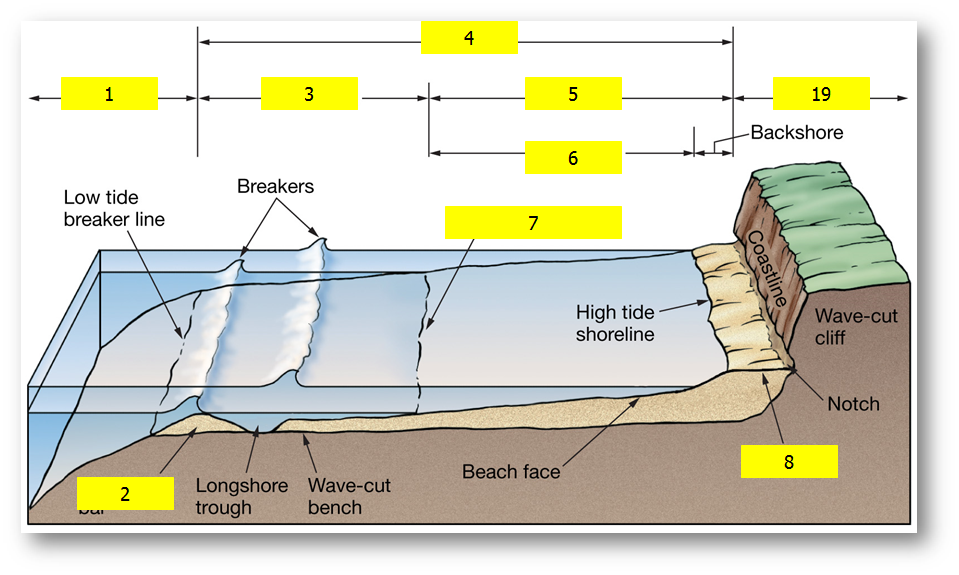 4
1
3
5
19
Backshore
6
Low tide
breaker line
Breakers
7
Coastline
High tide
shoreline
Wave-cut
cliff
Notch
8
Beach face
2
bar
Longshore
trough
Wave-cut
bench